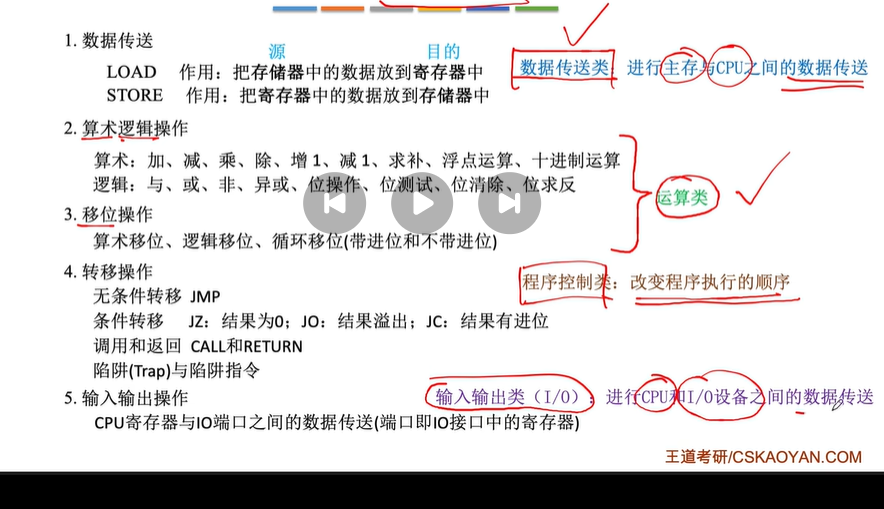 1. 数据传送
源 目的
LOAD 作用：把存储器中的数据放到寄存器中
STORE 作用：把寄存器中的数据放到存储器中
数据传送类：进行主存与CPU之间的数据传送
2. 算术逻辑操作
算术：加、减、乘、除、增 1、减 1、求补、浮点运算、十进制运算
逻辑：与、或、非、异或、位操作、位测试、位清除、位求反
运算类
3. 移位操作
算术移位、逻辑移位、循环移位(带进位和不带进位)
4. 转移操作
无条件转移 JMP
程序控制类：改变程序执行的顺序
条件转移 JZ：结果为0；JO：结果溢出；JC：结果有进位
调用和返回 CALL和RETURN
陷阱(Trap)与陷阱指令
5. 输入输出操作
输入输出类（I/O）：进行CPU和I/O设备之间的数据传送
CPU寄存器与IO端口之间的数据传送(端口即IO接口中的寄存器)
王道考研/CSKAOYAN.COM